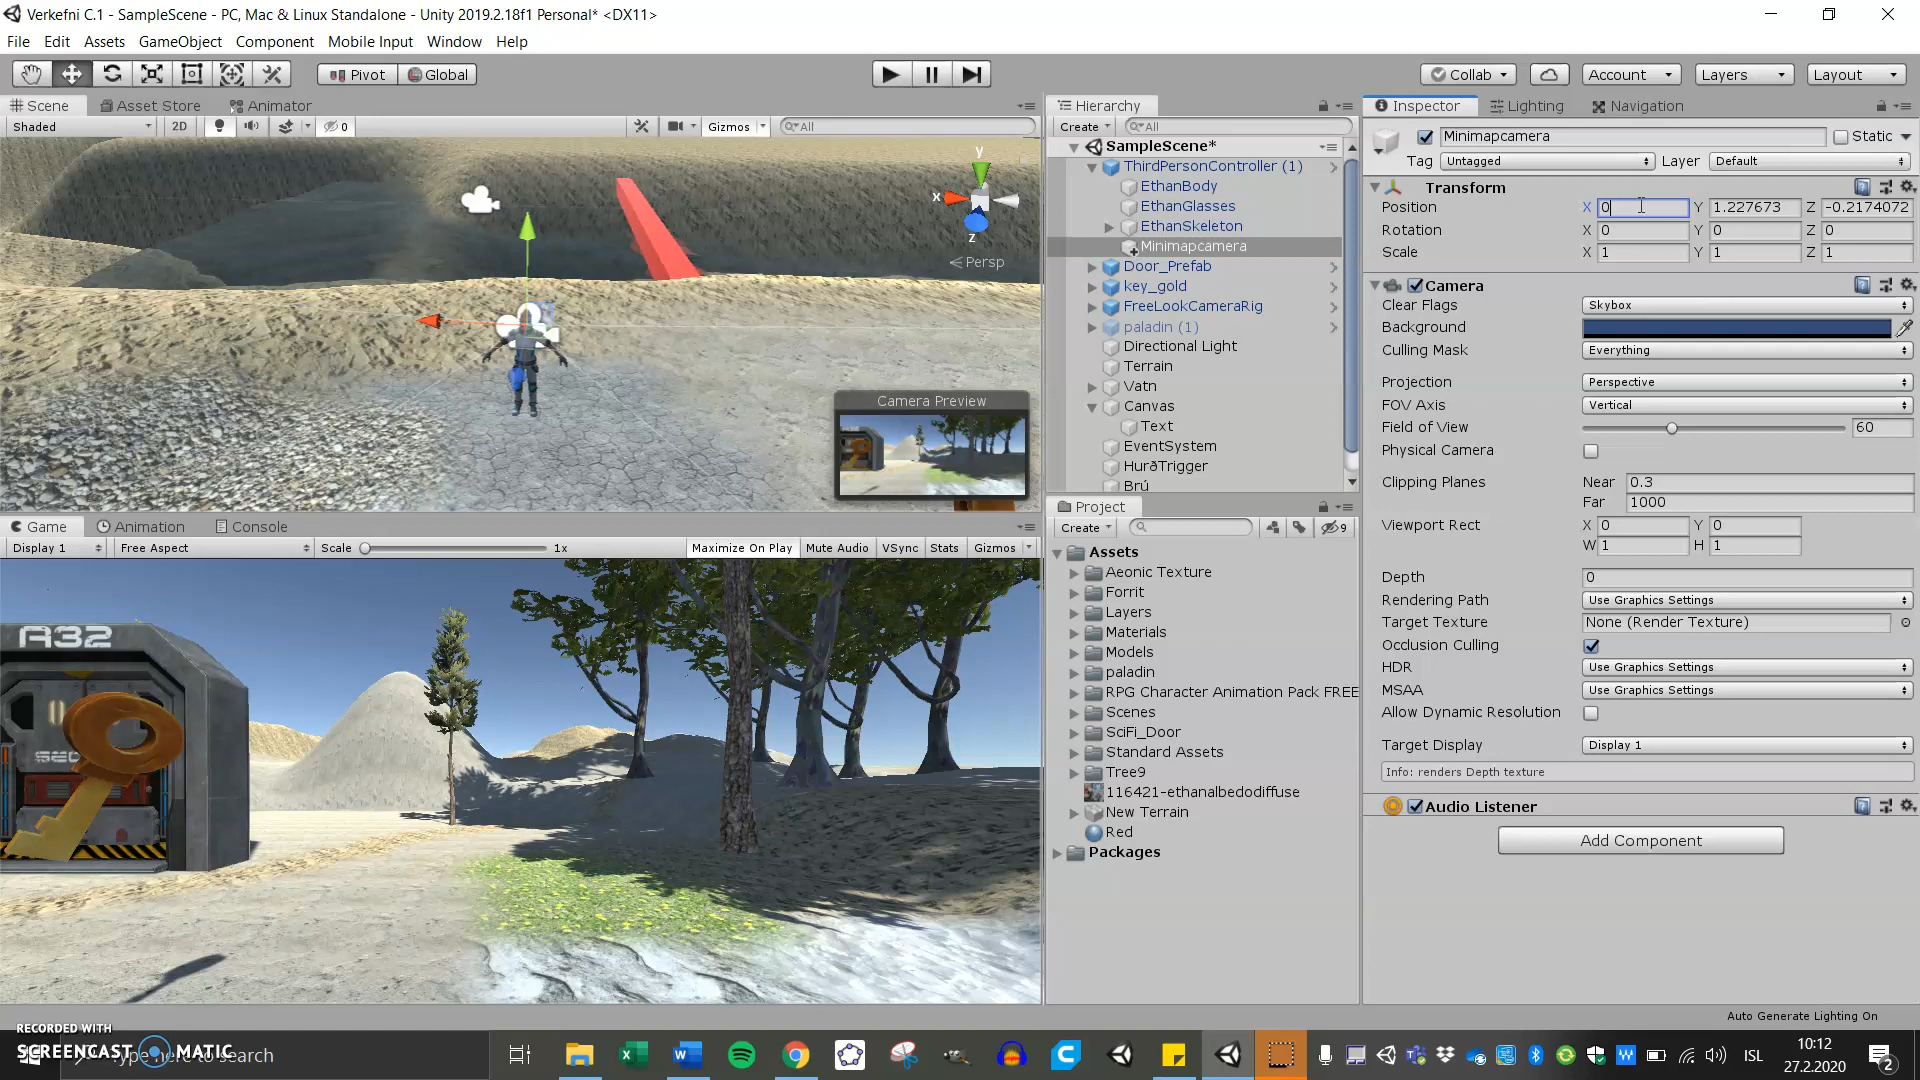 Verkefni C.1 - SampleScene - PC, Mac & Linux Standalone - Unity 2019.2.18f1 Personal* <DX11>
File Edit Assets GameObject Component Mobile Input Window Help
Pivot Global Collab Account Layers Layout
Scene Asset Store Animator
Shaded 2D 0 Gizmos All
y
x
z
Persp
Camera Preview
Game Animation Console
Display 1 Free Aspect Scale 1x Maximize On Play Mute Audio VSync Stats Gizmos
A32
Hierarchy
Create All
SampleScene*
ThirdPersonController (1)
EthanBody
EthanGlasses
EthanSkeleton
Minimapcamera
Door_Prefab
key_gold
FreeLookCameraRig
paladin (1)
Directional Light
Terrain
Vatn
Canvas
Text
EventSystem
HurðTrigger
Brú
Project
Create 9
Assets
Aeonic Texture
Forrit
Layers
Materials
Models
paladin
RPG Character Animation Pack FREE
Scenes
SciFi_Door
Standard Assets
Tree9
116421-ethanalbedodiffuse
New Terrain
Red
Packages
Inspector Lighting Navigation
Minimapcamera Static
Tag Untagged Layer Default
Transform
Position X 0 Y 1.227673 Z -0.2174072
Rotation X 0 Y 0 Z 0
Scale X 1 Y 1 Z 1
Camera
Clear Flags Skybox
Background
Culling Mask Everything
Projection Perspective
FOV Axis Vertical
Field of View 60
Physical Camera
Clipping Planes Near 0.3
Far 1000
Viewport Rect X 0 Y 0
W 1 H 1
Depth 0
Rendering Path Use Graphics Settings
Target Texture None (Render Texture)
Occlusion Culling
HDR Use Graphics Settings
MSAA Use Graphics Settings
Allow Dynamic Resolution
Target Display Display 1
Info: renders Depth texture
Audio Listener
Add Component
Auto Generate Lighting On
RECORDED WITH
SCREENCAST MATIC
here to search
ISL
10:12
27.2.2020
2